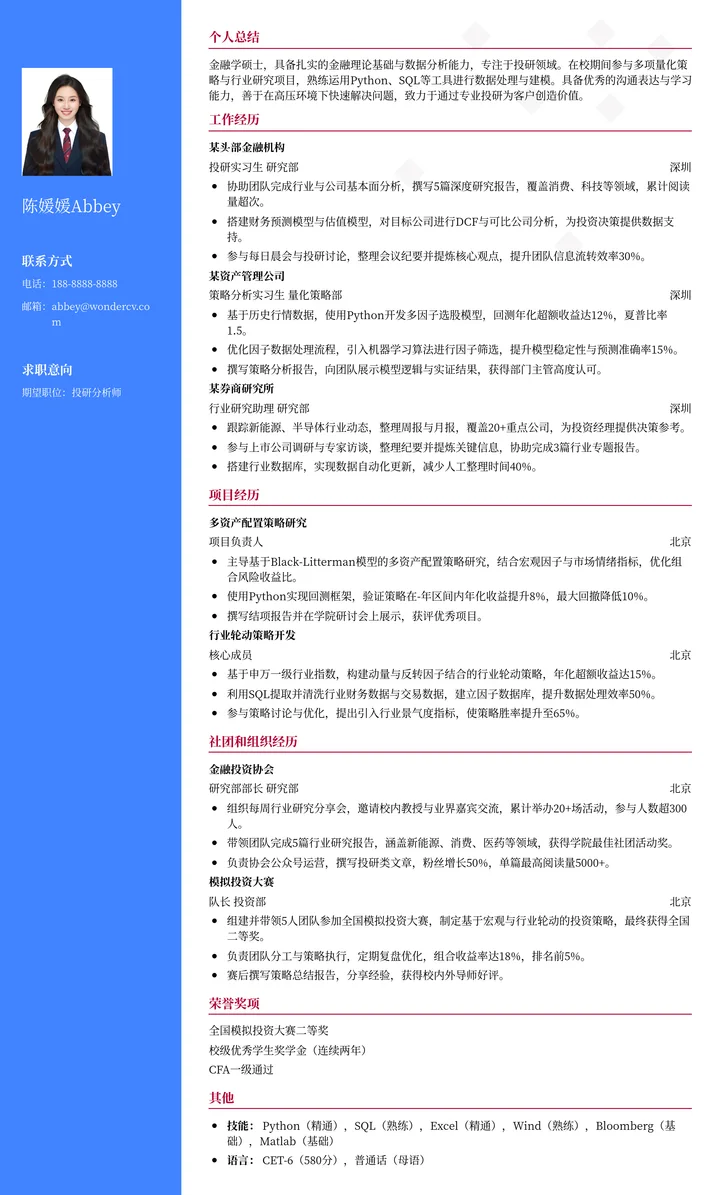 陈媛媛Abbey
联系方式
电话：188-8888-8888
邮箱：abbey@wondercv.co
m
求职意向
期望职位：投研分析师
个人总结
金融学硕士，具备扎实的金融理论基础与数据分析能力，专注于投研领域。在校期间参与多项量化策
略与行业研究项目，熟练运用Python、SQL等工具进行数据处理与建模。具备优秀的沟通表达与学习
能力，善于在高压环境下快速解决问题，致力于通过专业投研为客户创造价值。
工作经历
某头部金融机构
投研实习生 研究部 深圳
• 协助团队完成行业与公司基本面分析，撰写5篇深度研究报告，覆盖消费、科技等领域，累计阅读
量超次。
• 搭建财务预测模型与估值模型，对目标公司进行DCF与可比公司分析，为投资决策提供数据支
持。
• 参与每日晨会与投研讨论，整理会议纪要并提炼核心观点，提升团队信息流转效率30%。
某资产管理公司
策略分析实习生 量化策略部 深圳
• 基于历史行情数据，使用Python开发多因子选股模型，回测年化超额收益达12%，夏普比率
1.5。
• 优化因子数据处理流程，引入机器学习算法进行因子筛选，提升模型稳定性与预测准确率15%。
• 撰写策略分析报告，向团队展示模型逻辑与实证结果，获得部门主管高度认可。
某券商研究所
行业研究助理 研究部 深圳
• 跟踪新能源、半导体行业动态，整理周报与月报，覆盖20+重点公司，为投资经理提供决策参考。
• 参与上市公司调研与专家访谈，整理纪要并提炼关键信息，协助完成3篇行业专题报告。
• 搭建行业数据库，实现数据自动化更新，减少人工整理时间40%。
项目经历
多资产配置策略研究
项目负责人 北京
• 主导基于Black-Litterman模型的多资产配置策略研究，结合宏观因子与市场情绪指标，优化组
合风险收益比。
• 使用Python实现回测框架，验证策略在-年区间内年化收益提升8%，最大回撤降低10%。
• 撰写结项报告并在学院研讨会上展示，获评优秀项目。
行业轮动策略开发
核心成员 北京
• 基于申万一级行业指数，构建动量与反转因子结合的行业轮动策略，年化超额收益达15%。
• 利用SQL提取并清洗行业财务数据与交易数据，建立因子数据库，提升数据处理效率50%。
• 参与策略讨论与优化，提出引入行业景气度指标，使策略胜率提升至65%。
社团和组织经历
金融投资协会
研究部部长 研究部 北京
• 组织每周行业研究分享会，邀请校内教授与业界嘉宾交流，累计举办20+场活动，参与人数超300
人。
• 带领团队完成5篇行业研究报告，涵盖新能源、消费、医药等领域，获得学院最佳社团活动奖。
• 负责协会公众号运营，撰写投研类文章，粉丝增长50%，单篇最高阅读量5000+。
模拟投资大赛
队长 投资部 北京
• 组建并带领5人团队参加全国模拟投资大赛，制定基于宏观与行业轮动的投资策略，最终获得全国
二等奖。
• 负责团队分工与策略执行，定期复盘优化，组合收益率达18%，排名前5%。
• 赛后撰写策略总结报告，分享经验，获得校内外导师好评。
荣誉奖项
全国模拟投资大赛二等奖
校级优秀学生奖学金（连续两年）
CFA一级通过
其他
• 技能： Python（精通），SQL（熟练），Excel（精通），Wind（熟练），Bloomberg（基
础），Matlab（基础）
• 语言： CET-6（580分），普通话（母语）